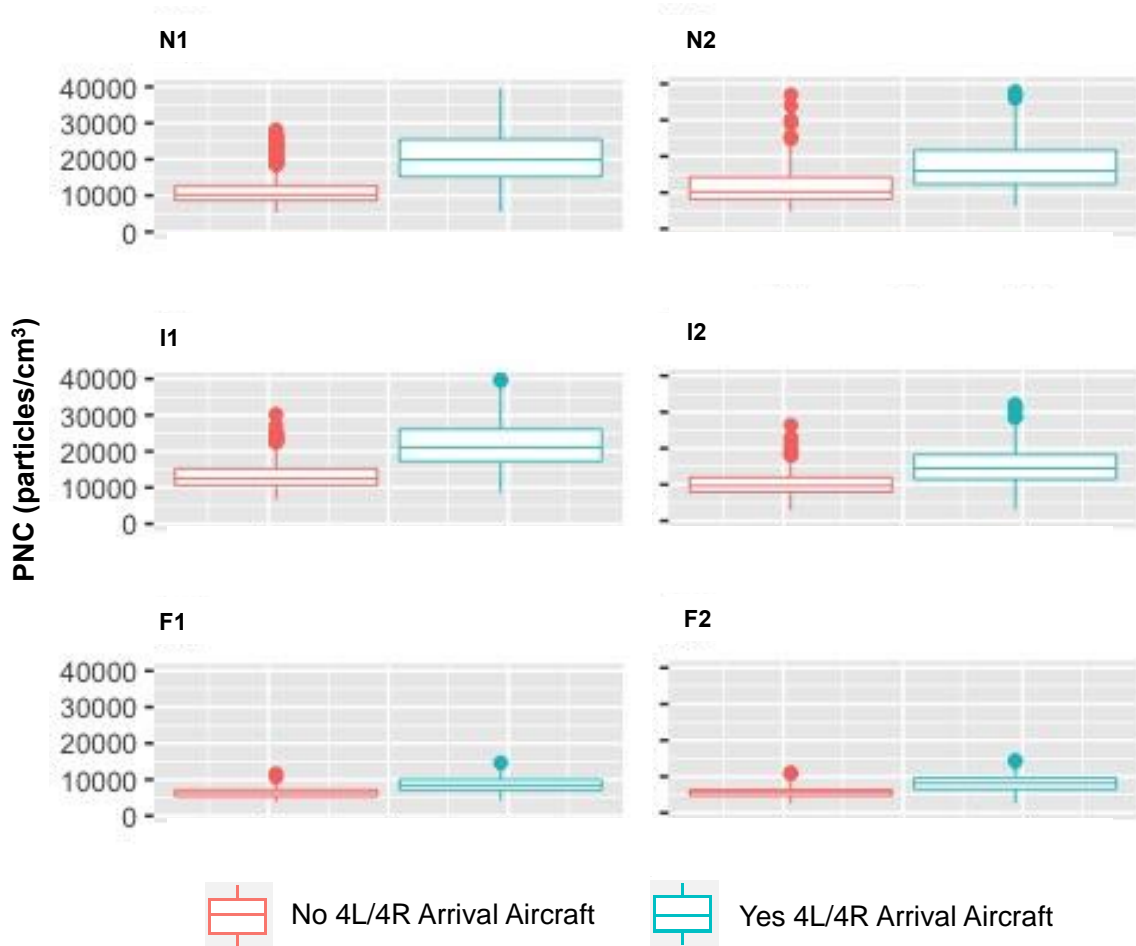 N1
N2
40000
30000
20000
10000
0
PNC (particles/cm³)
I1
I2
40000
30000
20000
10000
0
F1
F2
40000
30000
20000
10000
0
No 4L/4R Arrival Aircraft
Yes 4L/4R Arrival Aircraft